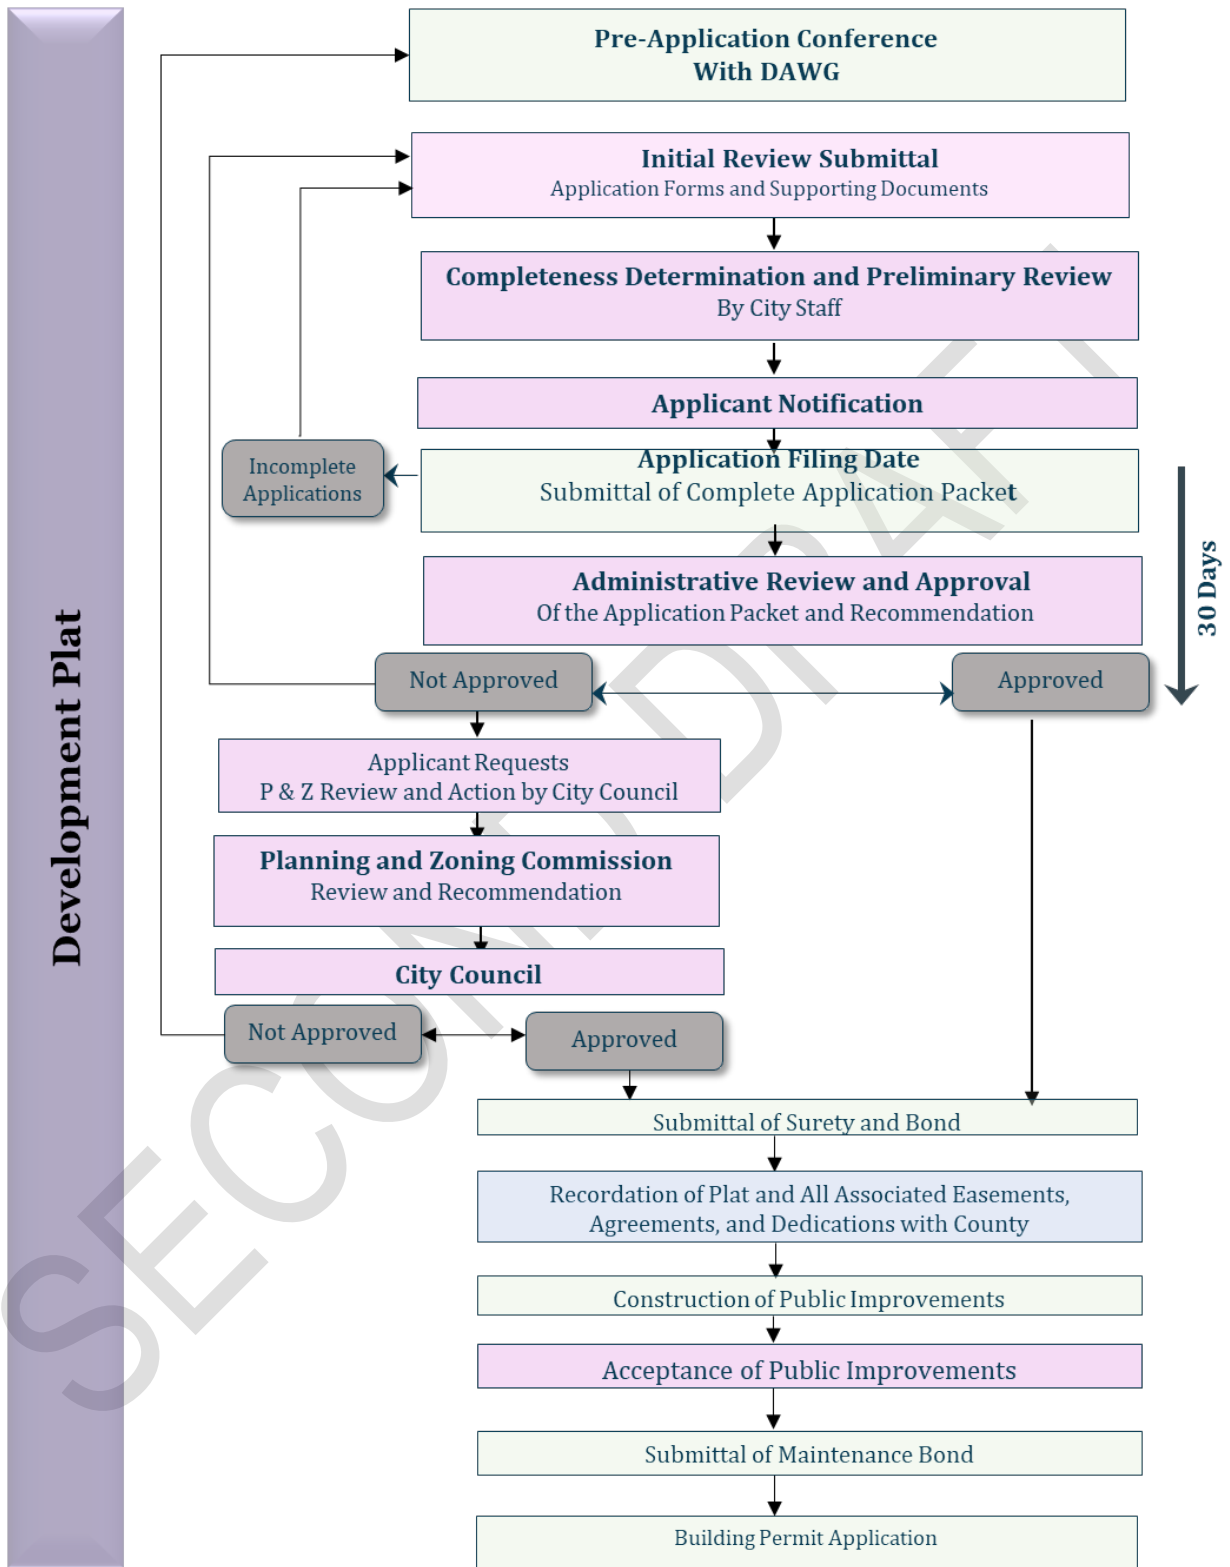 Pre-Application Conference
With DAWG
Initial Review Submittal
Application Forms and Supporting Documents
Completeness Determination and Preliminary Review
By City Staff
Applicant Notification
Incomplete
Applications
Application Filing Date
Submittal of Complete Application Packet
30 Days
Administrative Review and Approval
Of the Application Packet and Recommendation
Not Approved
Approved
Development Plat
Applicant Requests
P & Z Review and Action by City Council
Planning and Zoning Commission
Review and Recommendation
City Council
Not Approved
Approved
Submittal of Surety and Bond
Recordation of Plat and All Associated Easements,
Agreements, and Dedications with County
Construction of Public Improvements
Acceptance of Public Improvements
Submittal of Maintenance Bond
Building Permit Application
SECOND DRAFT